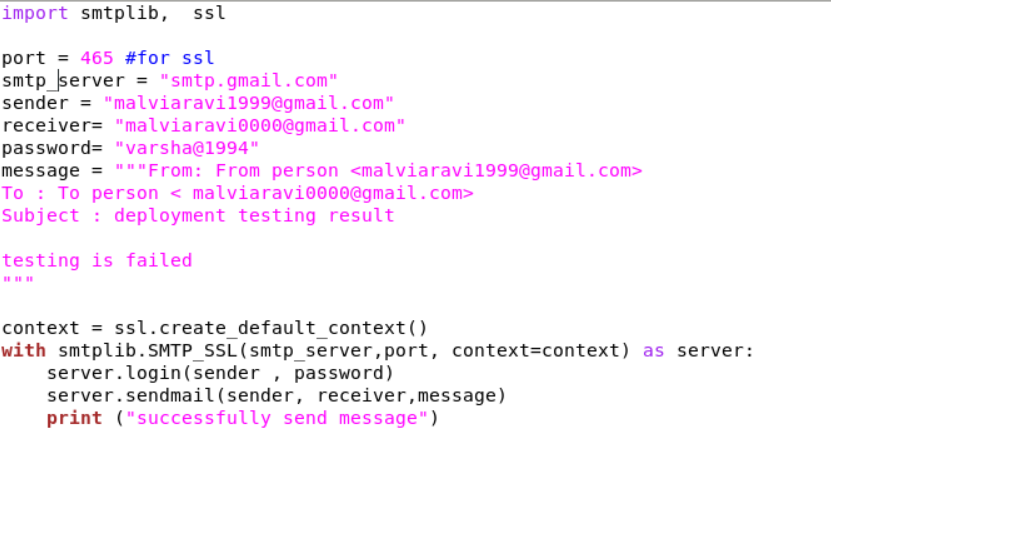 import smtplib,  ssl
port = 465 #for ssl
smtp_server = "smtp.gmail.com"
sender = "malviaravi1999@gmail.com"
receiver= "malviaravi0000@gmail.com"
password= "varsha@1994"
message = """From: From person <malviaravi1999@gmail.com>
To : To person < malviaravi0000@gmail.com>
Subject : deployment testing result
testing is failed
"""
context = ssl.create_default_context()
with smtplib.SMTP_SSL(smtp_server,port, context=context) as server:
    server.login(sender , password)
    server.sendmail(sender, receiver,message)
    print ("successfully send message")